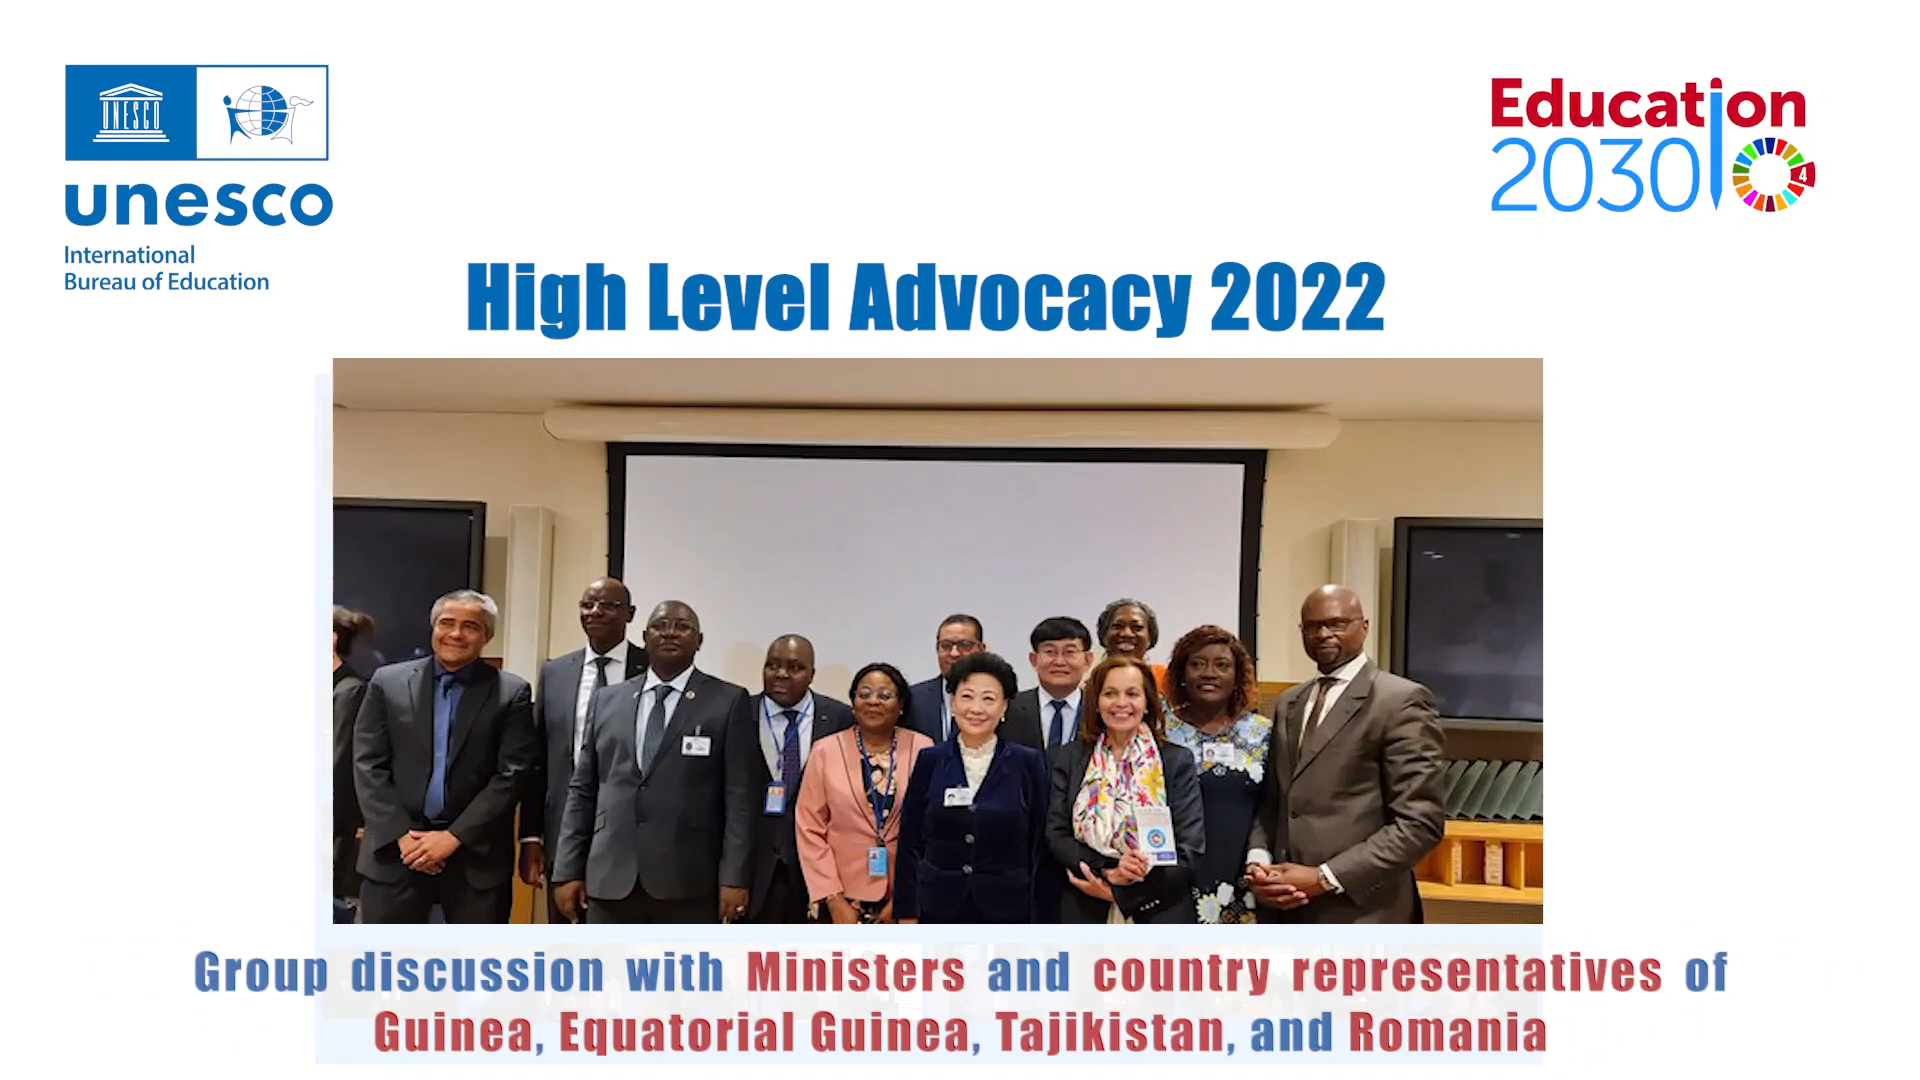 UNESCO
unesco
International
Bureau of Education
Education
2030
4
High Level Advocacy 2022
Group discussion with Ministers and country representatives of
Guinea, Equatorial Guinea, Tajikistan, and Romania